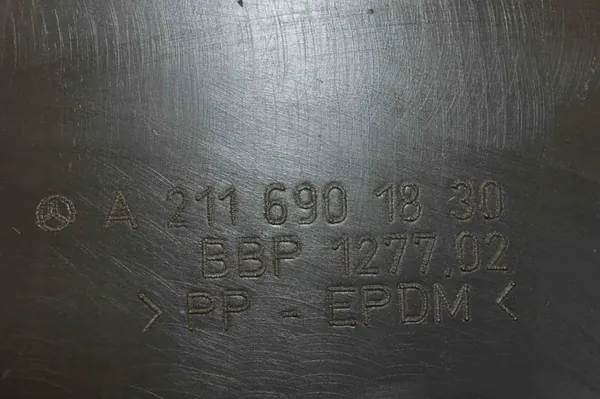 A 211 690 18 30
BBP 1277.02
> PP - EPDM <